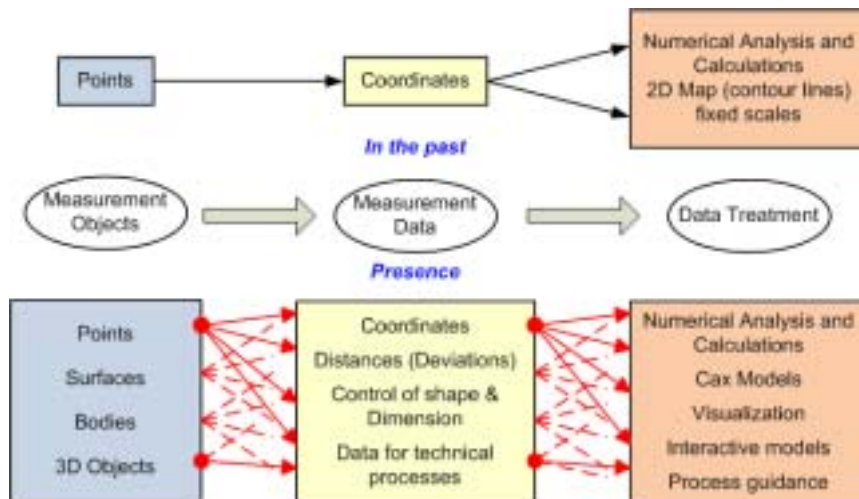 Points
Coordinates
Numerical Analysis and
Calculations
2D Map (contour lines)
fixed scales
In the past
Measurement
Objects
Measurement
Data
Data Treatment
Presence
Points
Surfaces
Bodies
3D Objects
Coordinates
Distances (Deviations)
Control of shape &
Dimension
Data for technical
processes
Numerical Analysis and
Calculations
Cax Models
Visualization
Interactive models
Process guidance